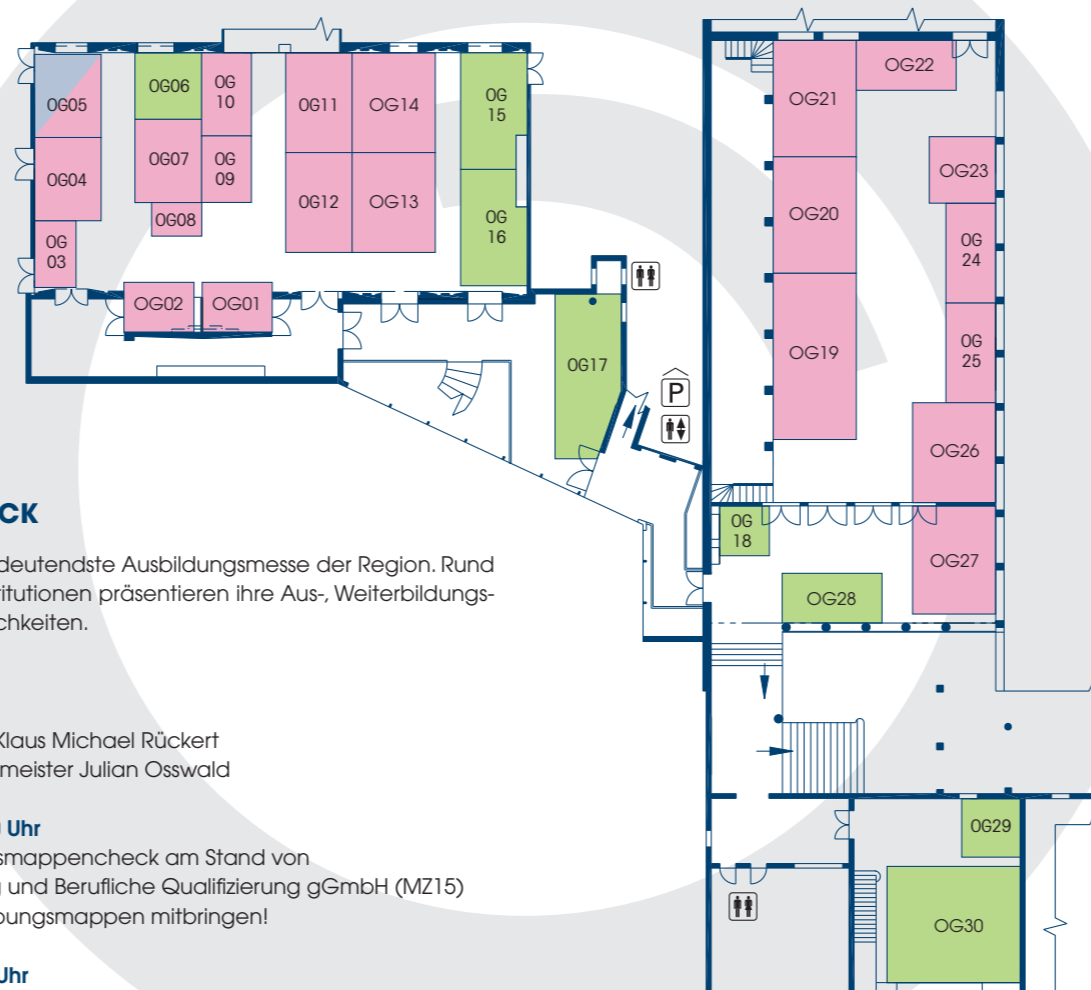 OG05
OG04
OG
03
OG02
OG01
OG06
OG07
OG08
OG
10
OG
09
OG11
OG12
OG14
OG13
OG
15
OG
16
OG17
P
OG21
OG20
OG19
OG22
OG23
OG
24
OG
25
OG26
OG27
OG
18
OG28
OG29
OG30
CK
deutendste Ausbildungsmesse der Region. Rund
titutionen präsentieren ihre Aus-, Weiterbildungs-
chkeiten.
Klaus Michael Rückert
meister Julian Osswald
Uhr
smappencheck am Stand von
g und Berufliche Qualifizierung gGmbH (MZ15)
bungsmappen mitbringen!
Uhr